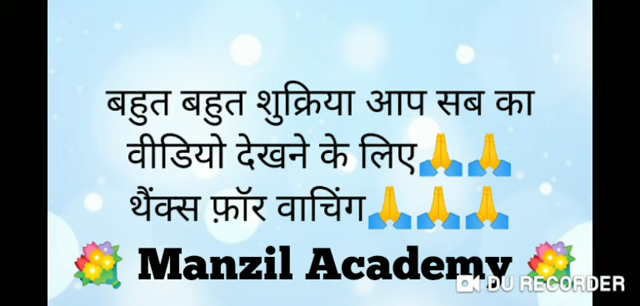 बहुत बहुत शुक्रिया आप सब का
वीडियो देखने के लिए🙏🙏
थैंक्स फ़ॉर वाचिंग🙏🙏🙏
💐 Manzil Academy 💐
DU RECORDER